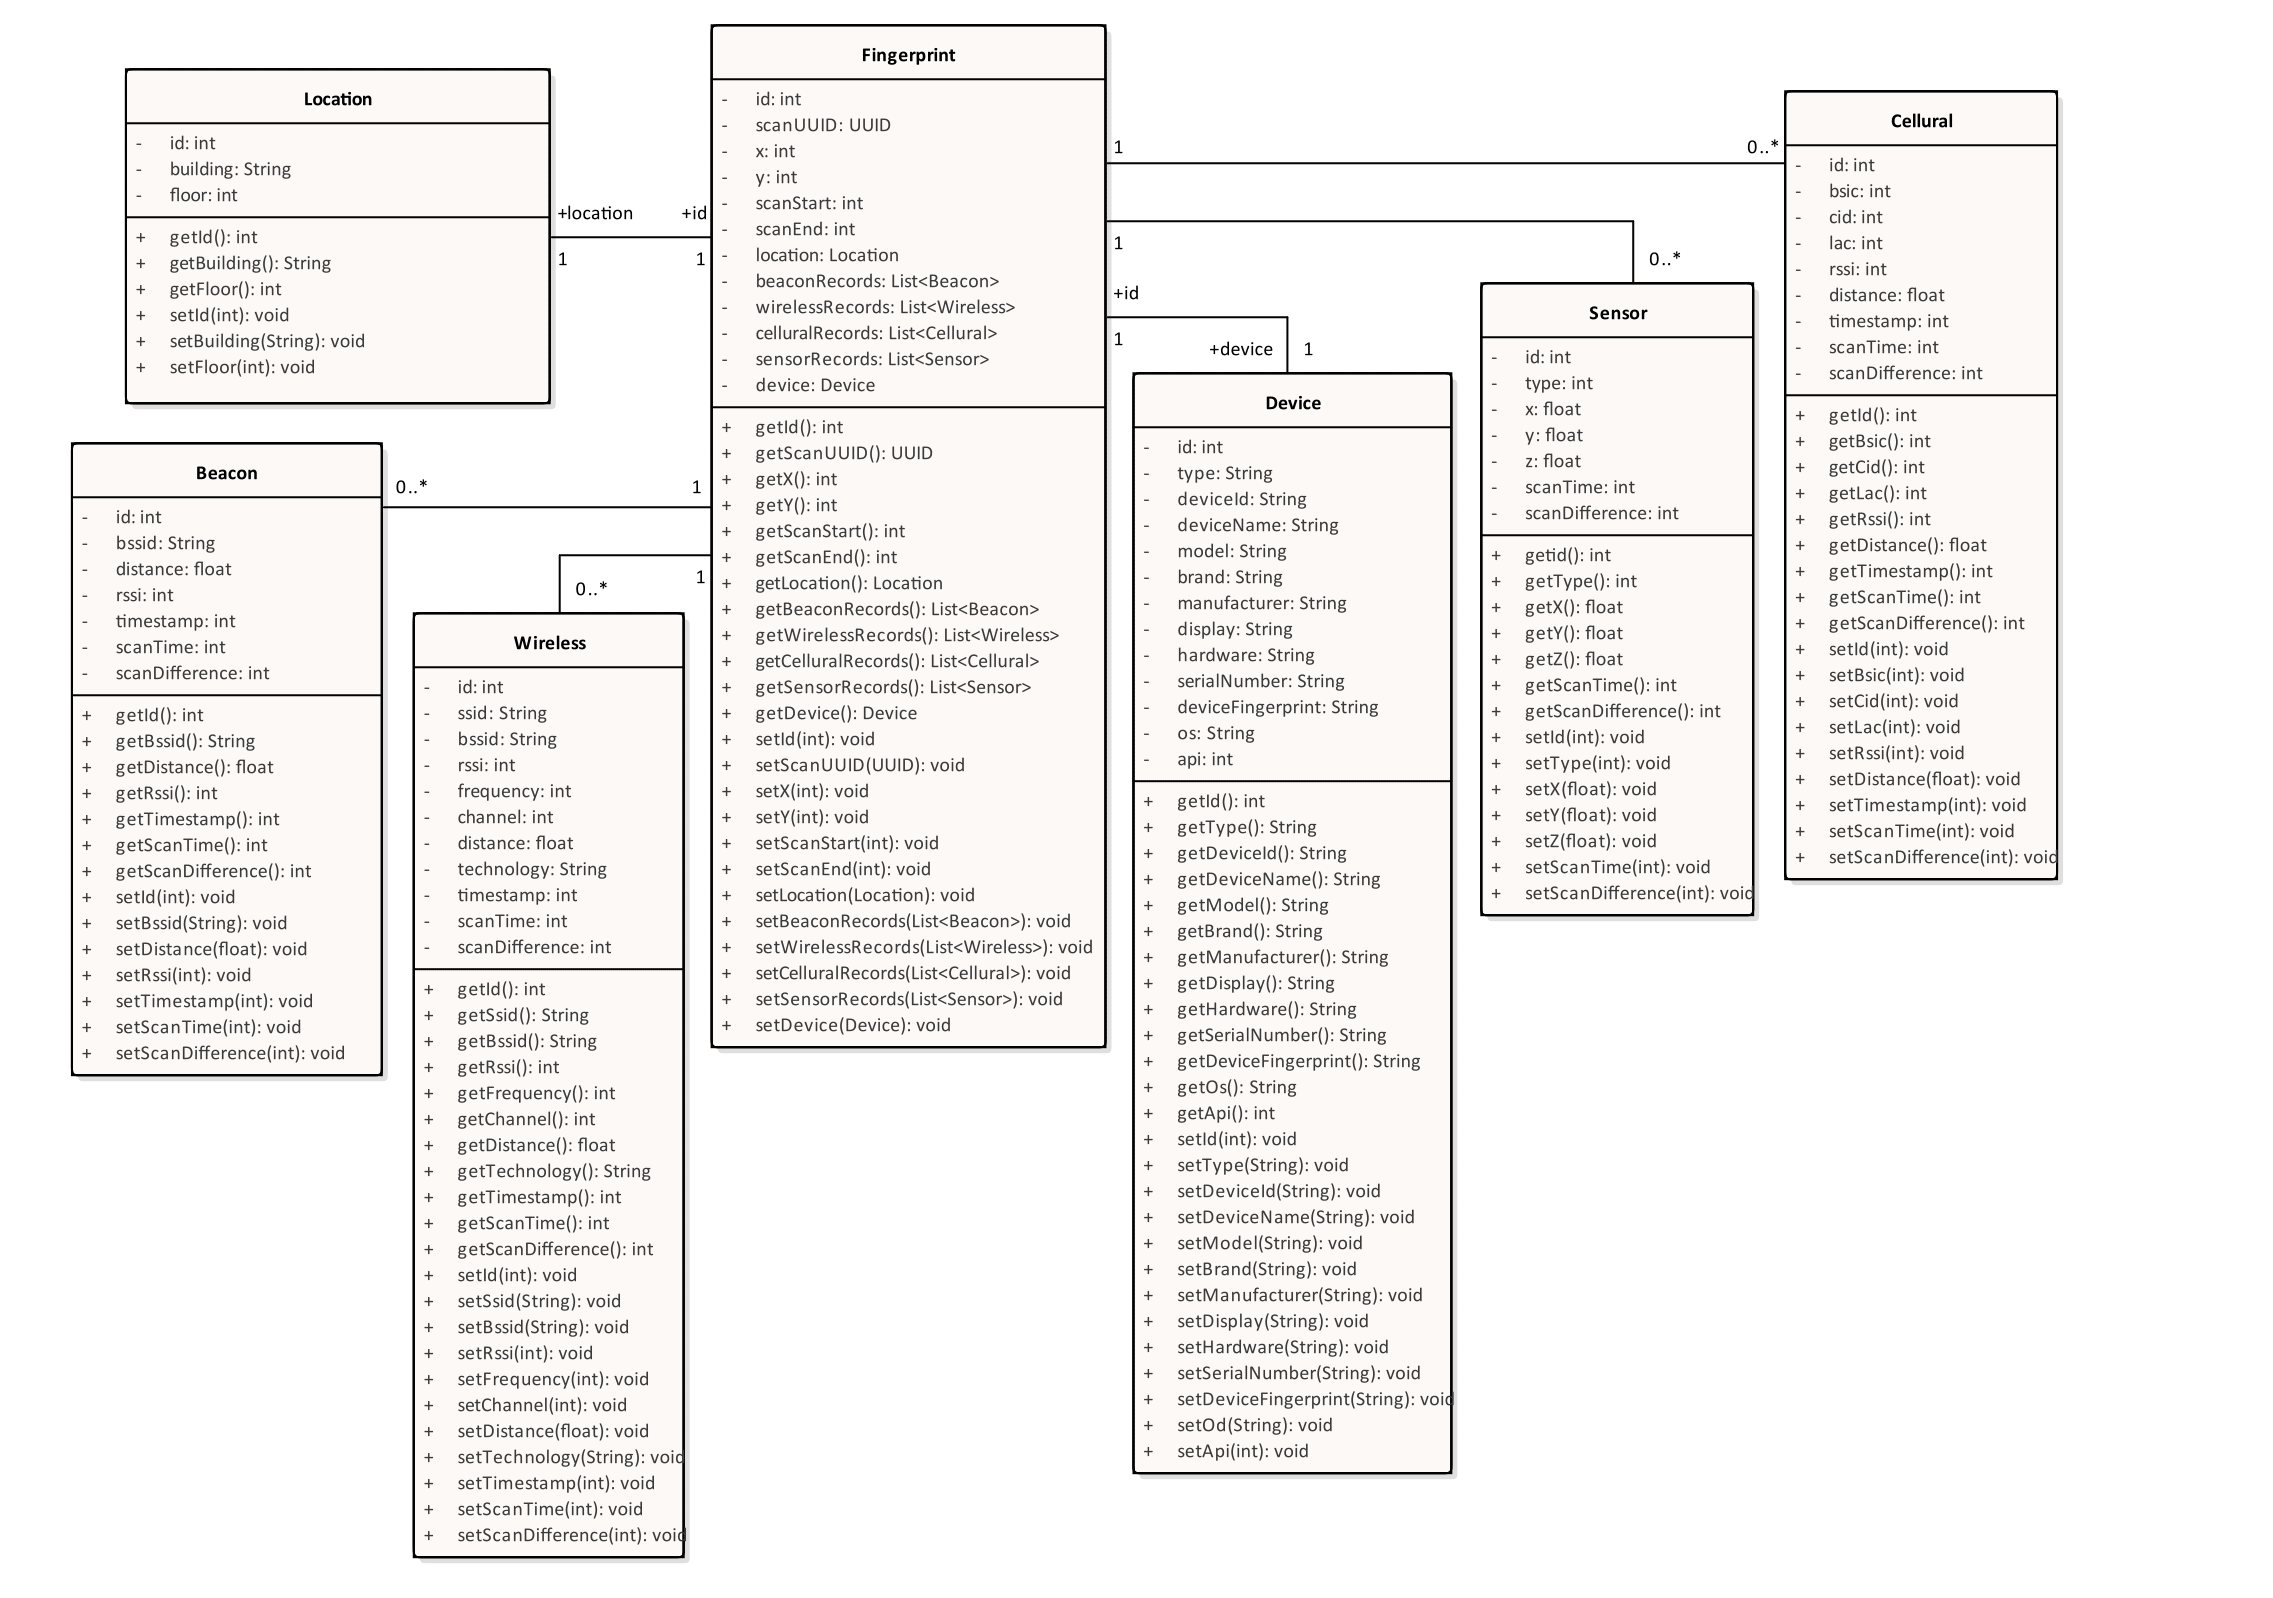 Fingerprint
- id: int
- scanUUID: UUID
- x: int
- y: int
- scanStart: int
- scanEnd: int
- location: Location
- beaconRecords: List<Beacon>
- wirelessRecords: List<Wireless>
- celluralRecords: List<Cellural>
- sensorRecords: List<Sensor>
- device: Device
+ getId(): int
+ getScanUUID(): UUID
+ getX(): int
+ getY(): int
+ getScanStart(): int
+ getScanEnd(): int
+ getLocation(): Location
+ getBeaconRecords(): List<Beacon>
+ getWirelessRecords(): List<Wireless>
+ getCelluralRecords(): List<Cellural>
+ getSensorRecords(): List<Sensor>
+ getDevice(): Device
+ setId(int): void
+ setScanUUID(UUID): void
+ setX(int): void
+ setY(int): void
+ setScanStart(int): void
+ setScanEnd(int): void
+ setLocation(Location): void
+ setBeaconRecords(List<Beacon>): void
+ setWirelessRecords(List<Wireless>): void
+ setCelluralRecords(List<Cellural>): void
+ setSensorRecords(List<Sensor>): void
+ setDevice(Device): void
Location
- id: int
- building: String
- floor: int
+ getId(): int
+ getBuilding(): String
+ getFloor(): int
+ setId(int): void
+ setBuilding(String): void
+ setFloor(int): void
+location +id
1 1
Beacon
- id: int
- bssid: String
- distance: float
- rssi: int
- timestamp: int
- scanTime: int
- scanDifference: int
+ getId(): int
+ getBssid(): String
+ getDistance(): float
+ getRssi(): int
+ getTimestamp(): int
+ getScanTime(): int
+ getScanDifference(): int
+ setId(int): void
+ setBssid(String): void
+ setDistance(float): void
+ setRssi(int): void
+ setTimestamp(int): void
+ setScanTime(int): void
+ setScanDifference(int): void
0..* 1
1
0..*
Wireless
- id: int
- ssid: String
- bssid: String
- rssi: int
- frequency: int
- channel: int
- distance: float
- technology: String
- timestamp: int
- scanTime: int
- scanDifference: int
+ getId(): int
+ getSsid(): String
+ getBssid(): String
+ getRssi(): int
+ getFrequency(): int
+ getChannel(): int
+ getDistance(): float
+ getTechnology(): String
+ getTimestamp(): int
+ getScanTime(): int
+ getScanDifference(): int
+ setId(int): void
+ setSsid(String): void
+ setBssid(String): void
+ setRssi(int): void
+ setFrequency(int): void
+ setChannel(int): void
+ setDistance(float): void
+ setTechnology(String): void
+ setTimestamp(int): void
+ setScanTime(int): void
+ setScanDifference(int): void
1 0..*
1
0..*
+id
1
+device 1
Device
- id: int
- type: String
- deviceId: String
- deviceName: String
- model: String
- brand: String
- manufacturer: String
- display: String
- hardware: String
- serialNumber: String
- deviceFingerprint: String
- os: String
- api: int
+ getId(): int
+ getType(): String
+ getDeviceId(): String
+ getDeviceName(): String
+ getModel(): String
+ getBrand(): String
+ getManufacturer(): String
+ getDisplay(): String
+ getHardware(): String
+ getSerialNumber(): String
+ getDeviceFingerprint(): String
+ getOs(): String
+ getApi(): int
+ setId(int): void
+ setType(String): void
+ setDeviceId(String): void
+ setDeviceName(String): void
+ setModel(String): void
+ setBrand(String): void
+ setManufacturer(String): void
+ setDisplay(String): void
+ setHardware(String): void
+ setSerialNumber(String): void
+ setDeviceFingerprint(String): void
+ setOd(String): void
+ setApi(int): void
Sensor
- id: int
- type: int
- x: float
- y: float
- z: float
- scanTime: int
- scanDifference: int
+ getid(): int
+ getType(): int
+ getX(): float
+ getY(): float
+ getZ(): float
+ getScanTime(): int
+ getScanDifference(): int
+ setId(int): void
+ setType(int): void
+ setX(float): void
+ setY(float): void
+ setZ(float): void
+ setScanTime(int): void
+ setScanDifference(int): void
Cellural
- id: int
- bsic: int
- cid: int
- lac: int
- rssi: int
- distance: float
- timestamp: int
- scanTime: int
- scanDifference: int
+ getId(): int
+ getBsic(): int
+ getCid(): int
+ getLac(): int
+ getRssi(): int
+ getDistance(): float
+ getTimestamp(): int
+ getScanTime(): int
+ getScanDifference(): int
+ setId(int): void
+ setBsic(int): void
+ setCid(int): void
+ setLac(int): void
+ setRssi(int): void
+ setDistance(float): void
+ setTimestamp(int): void
+ setScanTime(int): void
+ setScanDifference(int): void